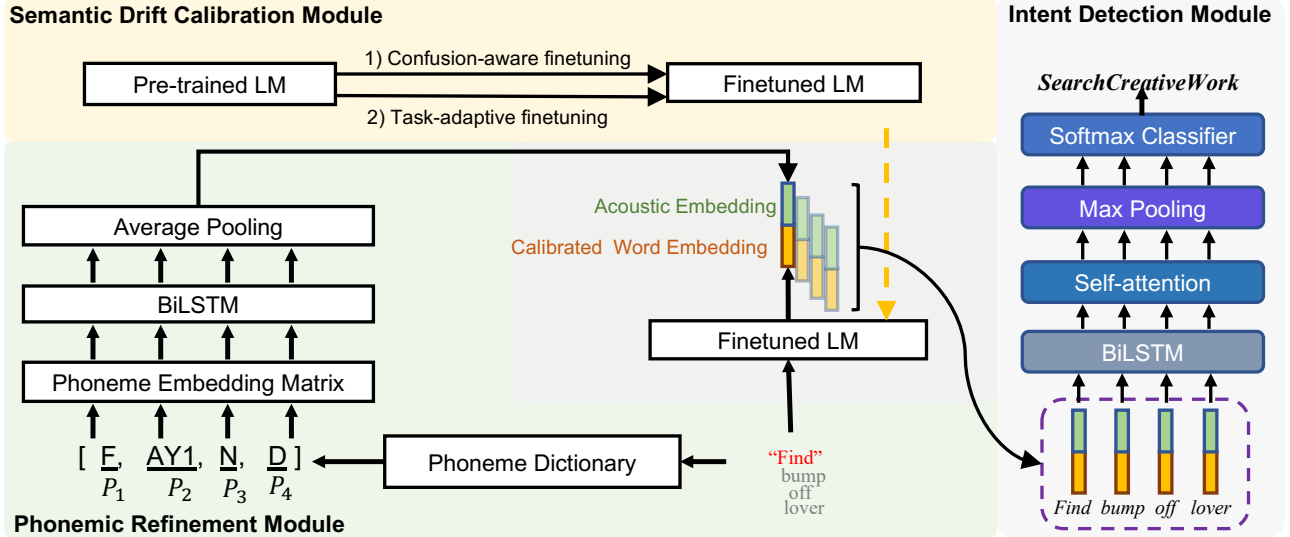 Semantic Drift Calibration Module
1) Confusion-aware finetuning
Pre-trained LM
Finetuned LM
2) Task-adaptive finetuning
Average Pooling
BiLSTM
Phoneme Embedding Matrix
[ F, AY1, N, D ]
P1 P2 P3 P4
Phonemic Refinement Module
Phoneme Dictionary
Acoustic Embedding
Calibrated Word Embedding
Finetuned LM
“Find”
bump
off
lover
Intent Detection Module
SearchCreativeWork
Softmax Classifier
Max Pooling
Self-attention
BiLSTM
Find bump off lover